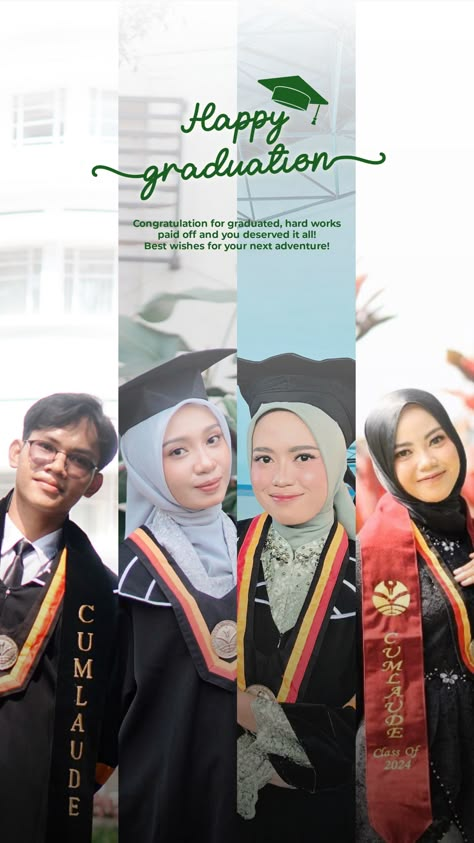 Happy
graduation
Congratulation for graduated, hard works
paid off and you deserved it all!
Best wishes for your next adventure!
CUMLAUDE
CUMLAUDE
Class Of
2024